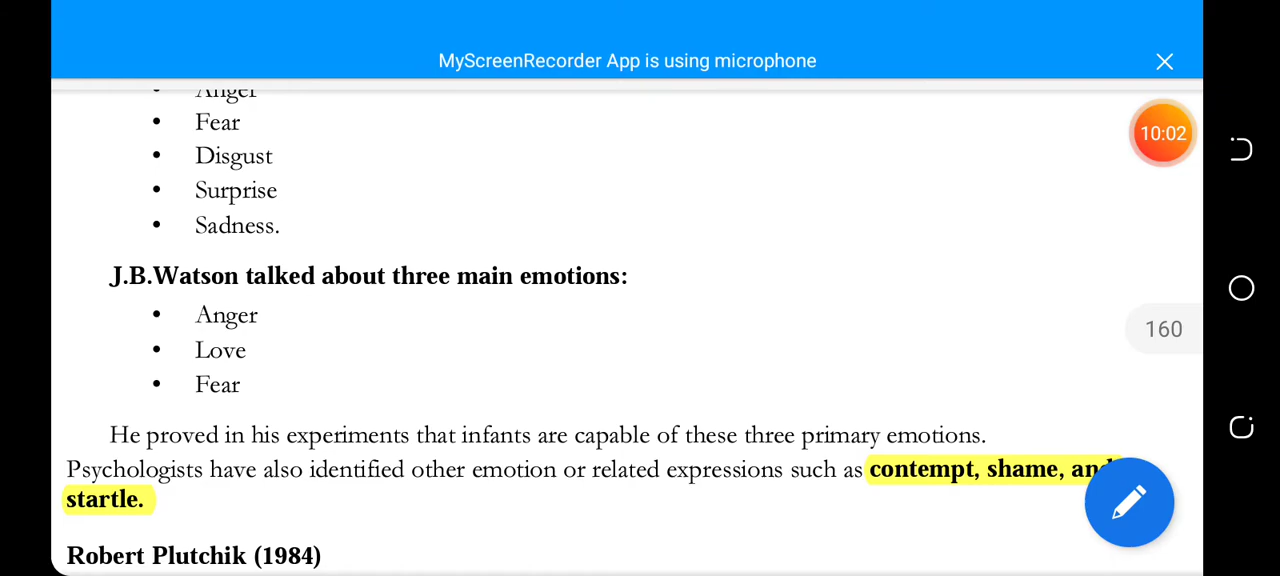 MyScreenRecorder App is using microphone
• Anger
• Fear
• Disgust
• Surprise
• Sadness.
10:02
J.B.Watson talked about three main emotions:
• Anger
• Love
• Fear
160
He proved in his experiments that infants are capable of these three primary emotions.
Psychologists have also identified other emotion or related expressions such as contempt, shame, and
startle.
Robert Plutchik (1984)